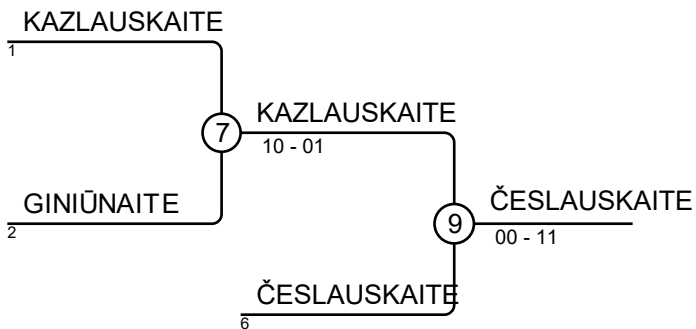 KAZLAUSKAITE
1
7
KAZLAUSKAITE
10 - 01
GINIŪNAITE
2
9
ČESLAUSKAITE
00 - 11
ČESLAUSKAITE
6